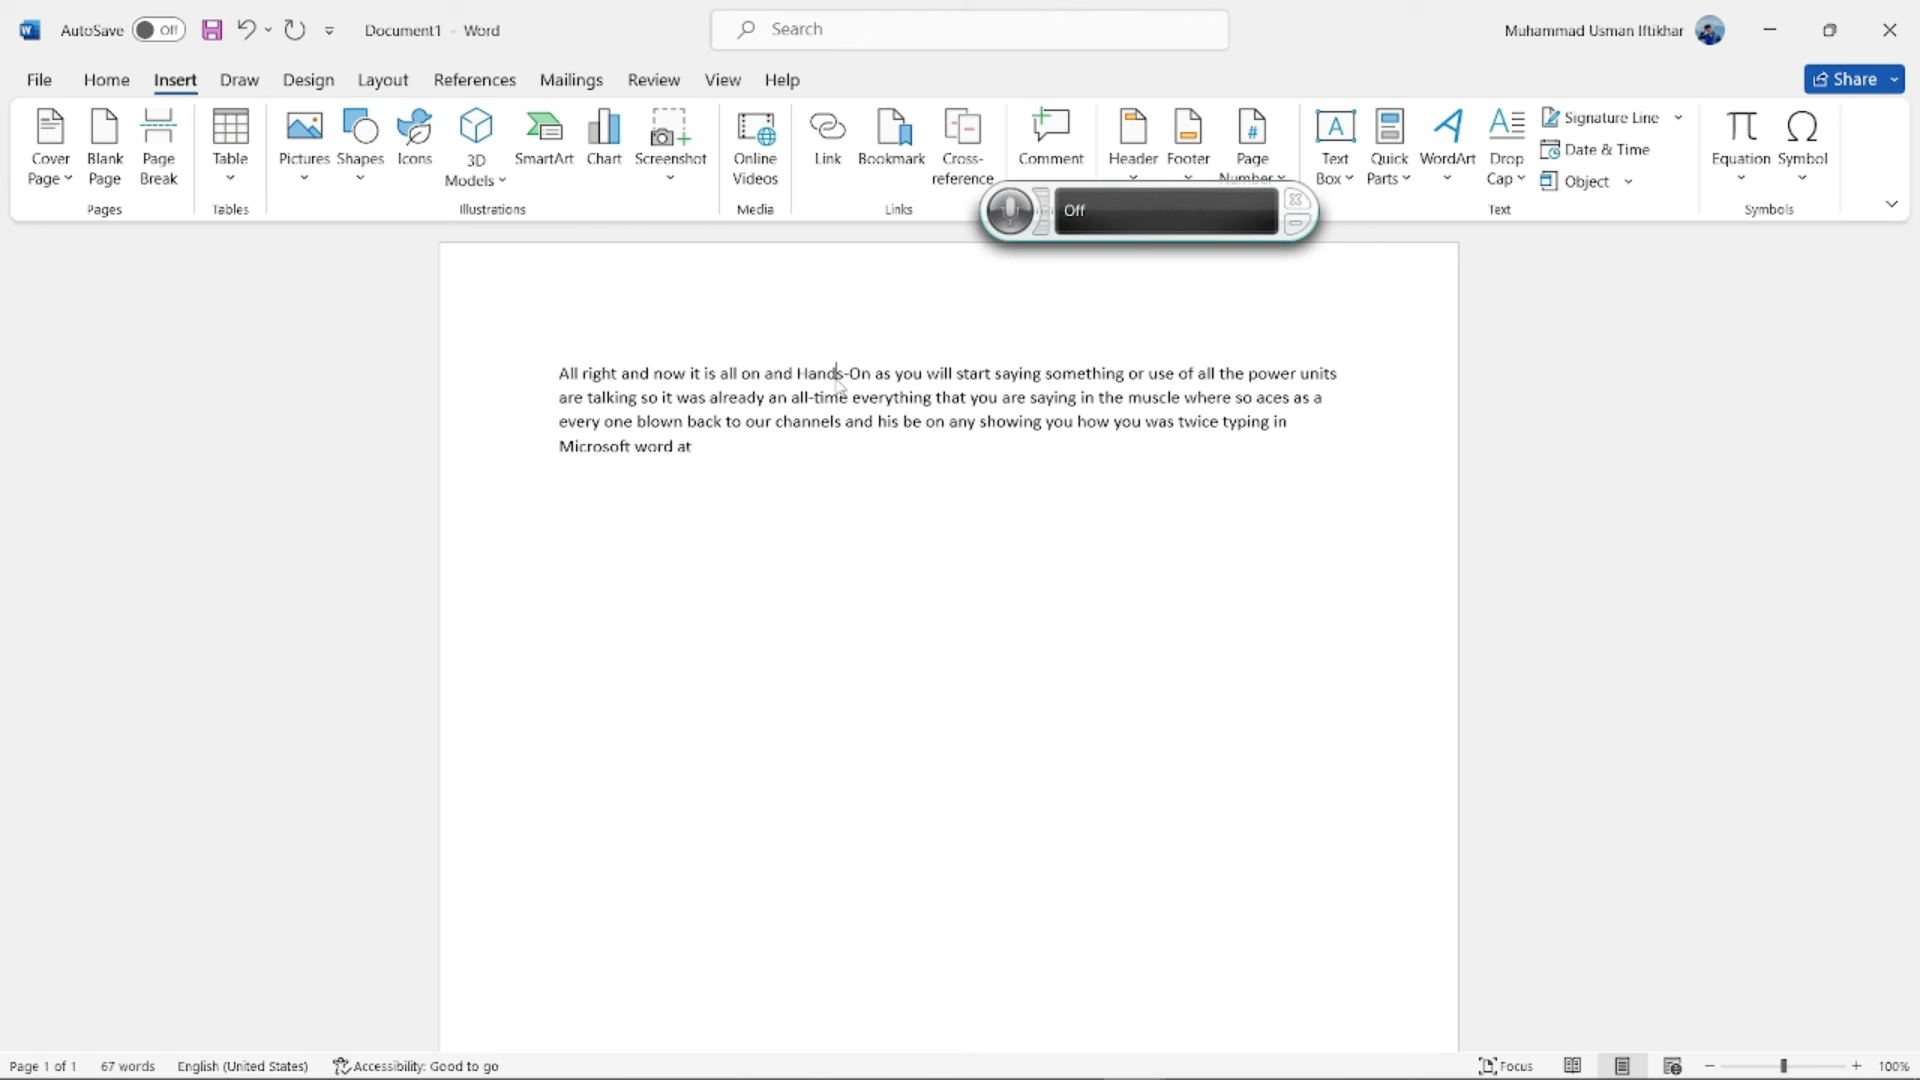 AutoSave Off Document1 - Word Search Muhammad Usman Iftikhar
File Home Insert Draw Design Layout References Mailings Review View Help Share
Cover Page Blank Page Page Break Table Pictures Shapes Icons 3D Models SmartArt Chart Screenshot Online Videos Link Bookmark Cross-reference Comment Header Footer Page Number Text Box Quick Parts WordArt Drop Cap Signature Line Date & Time Object Equation Symbol
Pages Tables Illustrations Media Links Text Symbols
Off
All right and now it is all on and Hands-On as you will start saying something or use of all the power units
are talking so it was already an all-time everything that you are saying in the muscle where so aces as a
every one blown back to our channels and his be on any showing you how you was twice typing in
Microsoft word at
Page 1 of 1 67 words English (United States) Accessibility: Good to go Focus 100%